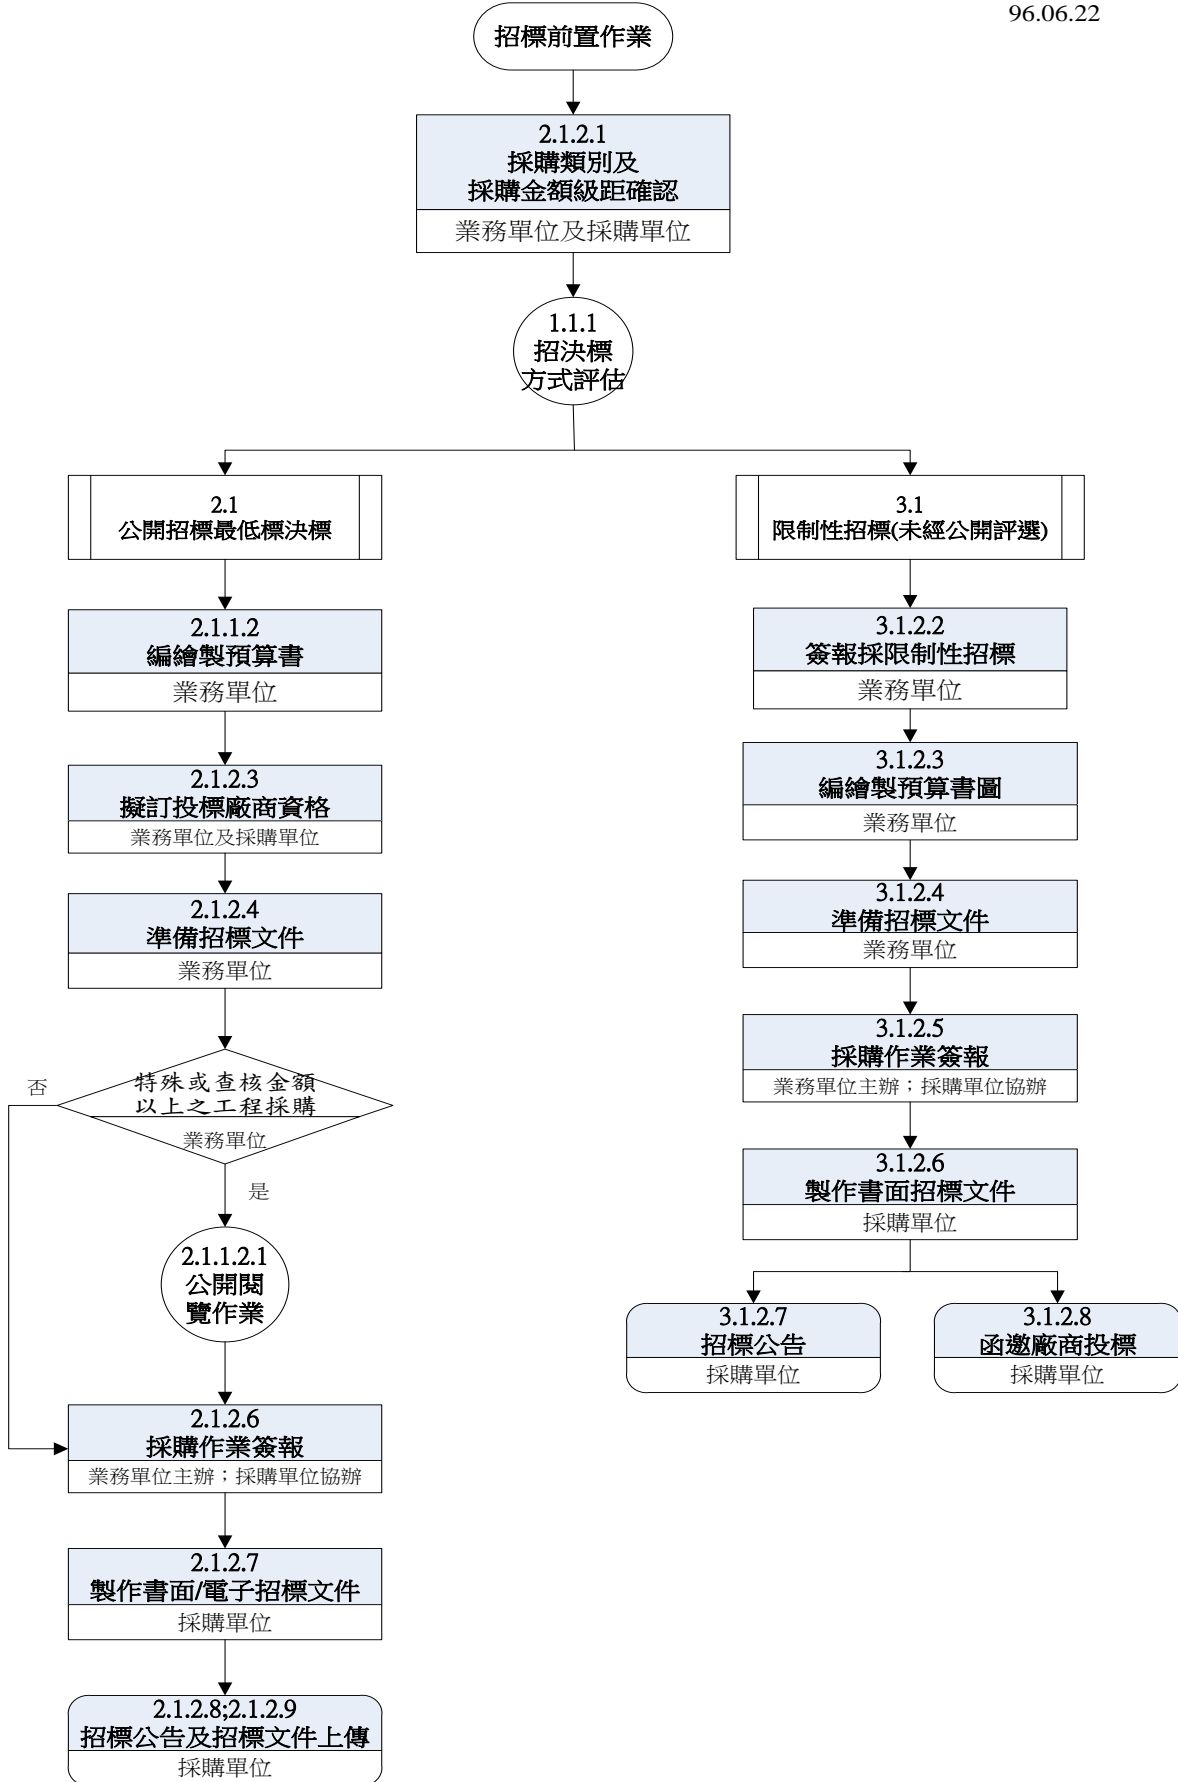 96.06.22
招標前置作業
2.1.2.1
採購類別及
採購金額級距確認
業務單位及採購單位
1.1.1
招決標
方式評估
2.1
公開招標最低標決標
2.1.1.2
編繪製預算書
業務單位
2.1.2.3
擬訂投標廠商資格
業務單位及採購單位
2.1.2.4
準備招標文件
業務單位
特殊或查核金額
以上之工程採購
業務單位
否
是
2.1.1.2.1
公開閱
覽作業
2.1.2.6
採購作業簽報
業務單位主辦；採購單位協辦
2.1.2.7
製作書面/電子招標文件
採購單位
2.1.2.8;2.1.2.9
招標公告及招標文件上傳
採購單位
3.1
限制性招標(未經公開評選)
3.1.2.2
簽報採限制性招標
業務單位
3.1.2.3
編繪製預算書圖
業務單位
3.1.2.4
準備招標文件
業務單位
3.1.2.5
採購作業簽報
業務單位主辦；採購單位協辦
3.1.2.6
製作書面招標文件
採購單位
3.1.2.7
招標公告
採購單位
3.1.2.8
函邀廠商投標
採購單位